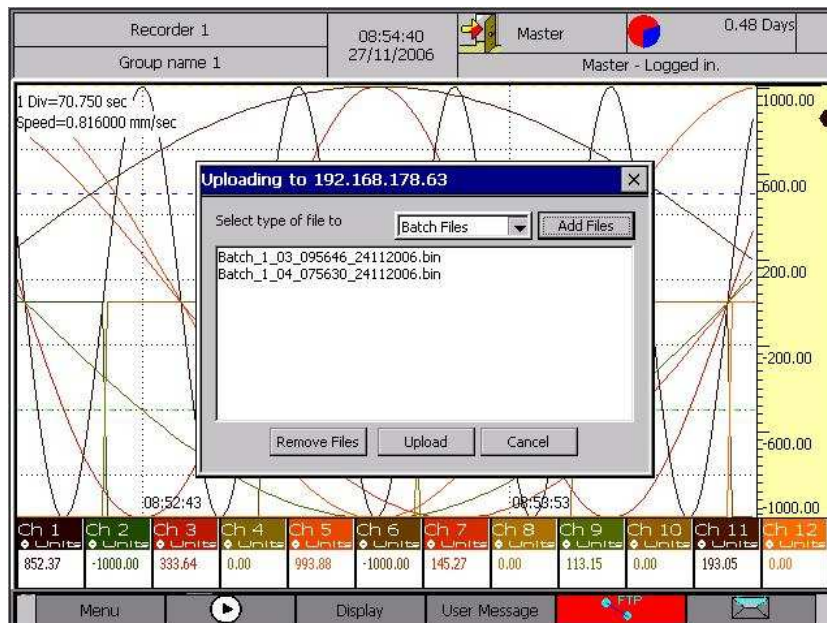 Recorder 1
Group name 1
08:54:40
27/11/2006
Master
0.48 Days
Master - Logged in.
1 Div=70.750 sec
Speed=0.816000 mm/sec
Uploading to 192.168.178.63
Select type of file to
Batch Files
Add Files
Batch_1_03_095646_24112006.bin
Batch_1_04_075630_24112006.bin
Remove Files
Upload
Cancel
1000.00
600.00
200.00
-200.00
-600.00
-1000.00
08:52:43
08:53:53
Ch 1 Ch 2 Ch 3 Ch 4 Ch 5 Ch 6 Ch 7 Ch 8 Ch 9 Ch 10 Ch 11 Ch 12
Units Units Units Units Units Units Units Units Units Units Units Units
852.37 -1000.00 333.64 0.00 993.88 -1000.00 145.27 0.00 113.15 0.00 193.05 0.00
Menu
Display
User Message
FTP